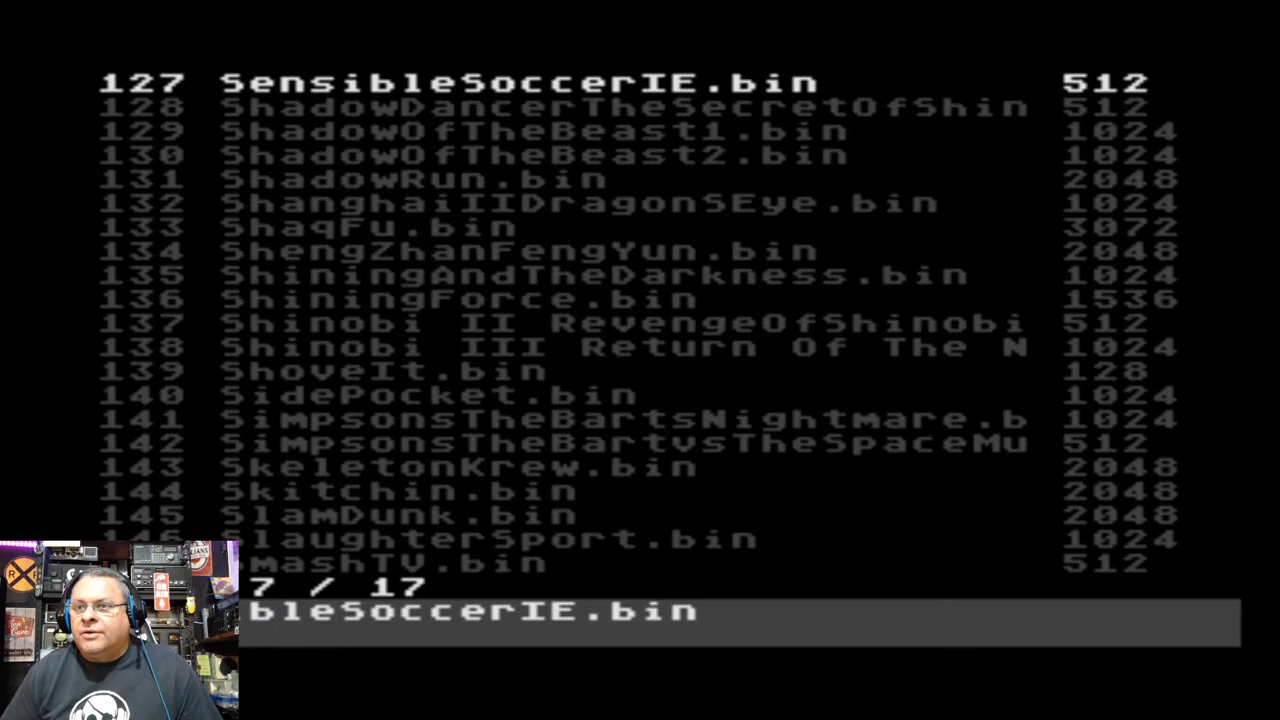 127 SensibleSoccerIE.bin 512
128 ShadowDancerTheSecretOfShin 512
129 ShadowOfTheBeast1.bin 1024
130 ShadowOfTheBeast2.bin 1024
131 ShadowRun.bin 2048
132 ShanghaiIIDragonSEye.bin 1024
133 ShaqFu.bin 3072
134 ShengZhanFengYun.bin 2048
135 ShiningAndTheDarkness.bin 1024
136 ShiningForce.bin 1536
137 Shinobi II RevengeOfShinobi 512
138 Shinobi III Return Of The N 1024
139 ShoveIt.bin 128
140 SidePocket.bin 1024
141 SimpsonsTheBartsNightmare.b 1024
142 SimpsonsTheBartvsTheSpaceMu 512
143 SkeletonKrew.bin 2048
144 Skitchin.bin 2048
145 SlamDunk.bin 2048
146 SlaughterSport.bin 1024
mashTV.bin 512
7 / 17
bleSoccerIE.bin
ON AIR